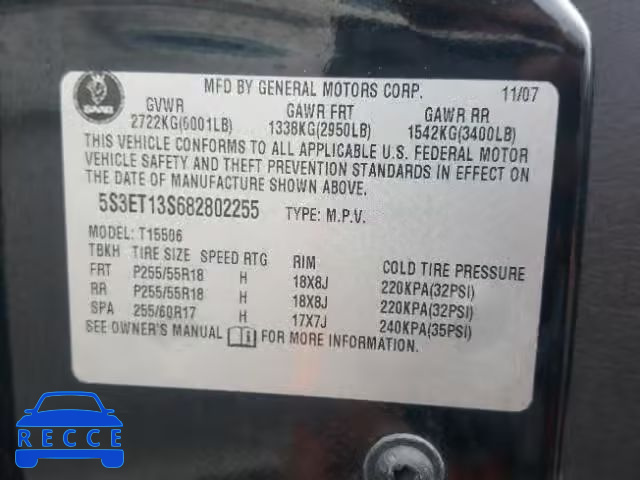 SAAB
MFD BY GENERAL MOTORS CORP. 11/07
GVWR GAWR FRT GAWR RR
2722KG(6001LB) 1338KG(2950LB) 1542KG(3400LB)
THIS VEHICLE CONFORMS TO ALL APPLICABLE U.S. FEDERAL MOTOR
VEHICLE SAFETY AND THEFT PREVENTION STANDARDS IN EFFECT ON
THE DATE OF MANUFACTURE SHOWN ABOVE.
5S3ET13S682802255 TYPE: M.P.V.
MODEL: T15506
TBKH TIRE SIZE SPEED RTG RIM COLD TIRE PRESSURE
FRT P255/55R18 H 18X8J 220KPA(32PSI)
RR P255/55R18 H 18X8J 220KPA(32PSI)
SPA 255/60R17 H 17X7J 240KPA(35PSI)
SEE OWNER'S MANUAL FOR MORE INFORMATION.
RECCE